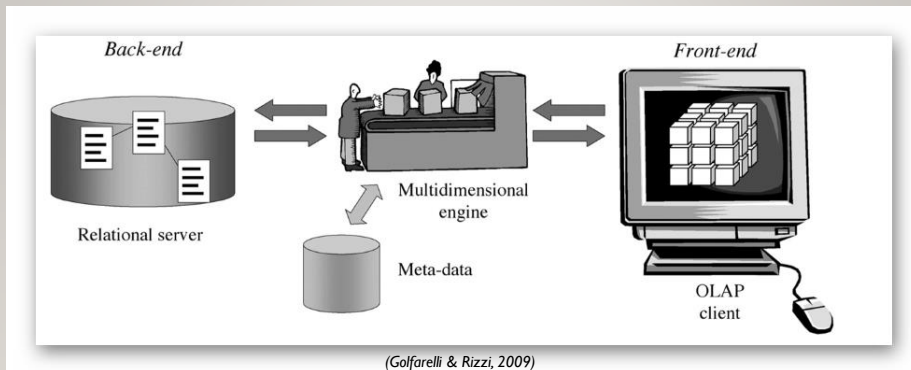 Back-end
Front-end
Multidimensional
engine
Relational server
Meta-data
OLAP
client
(Golfarelli & Rizzi, 2009)